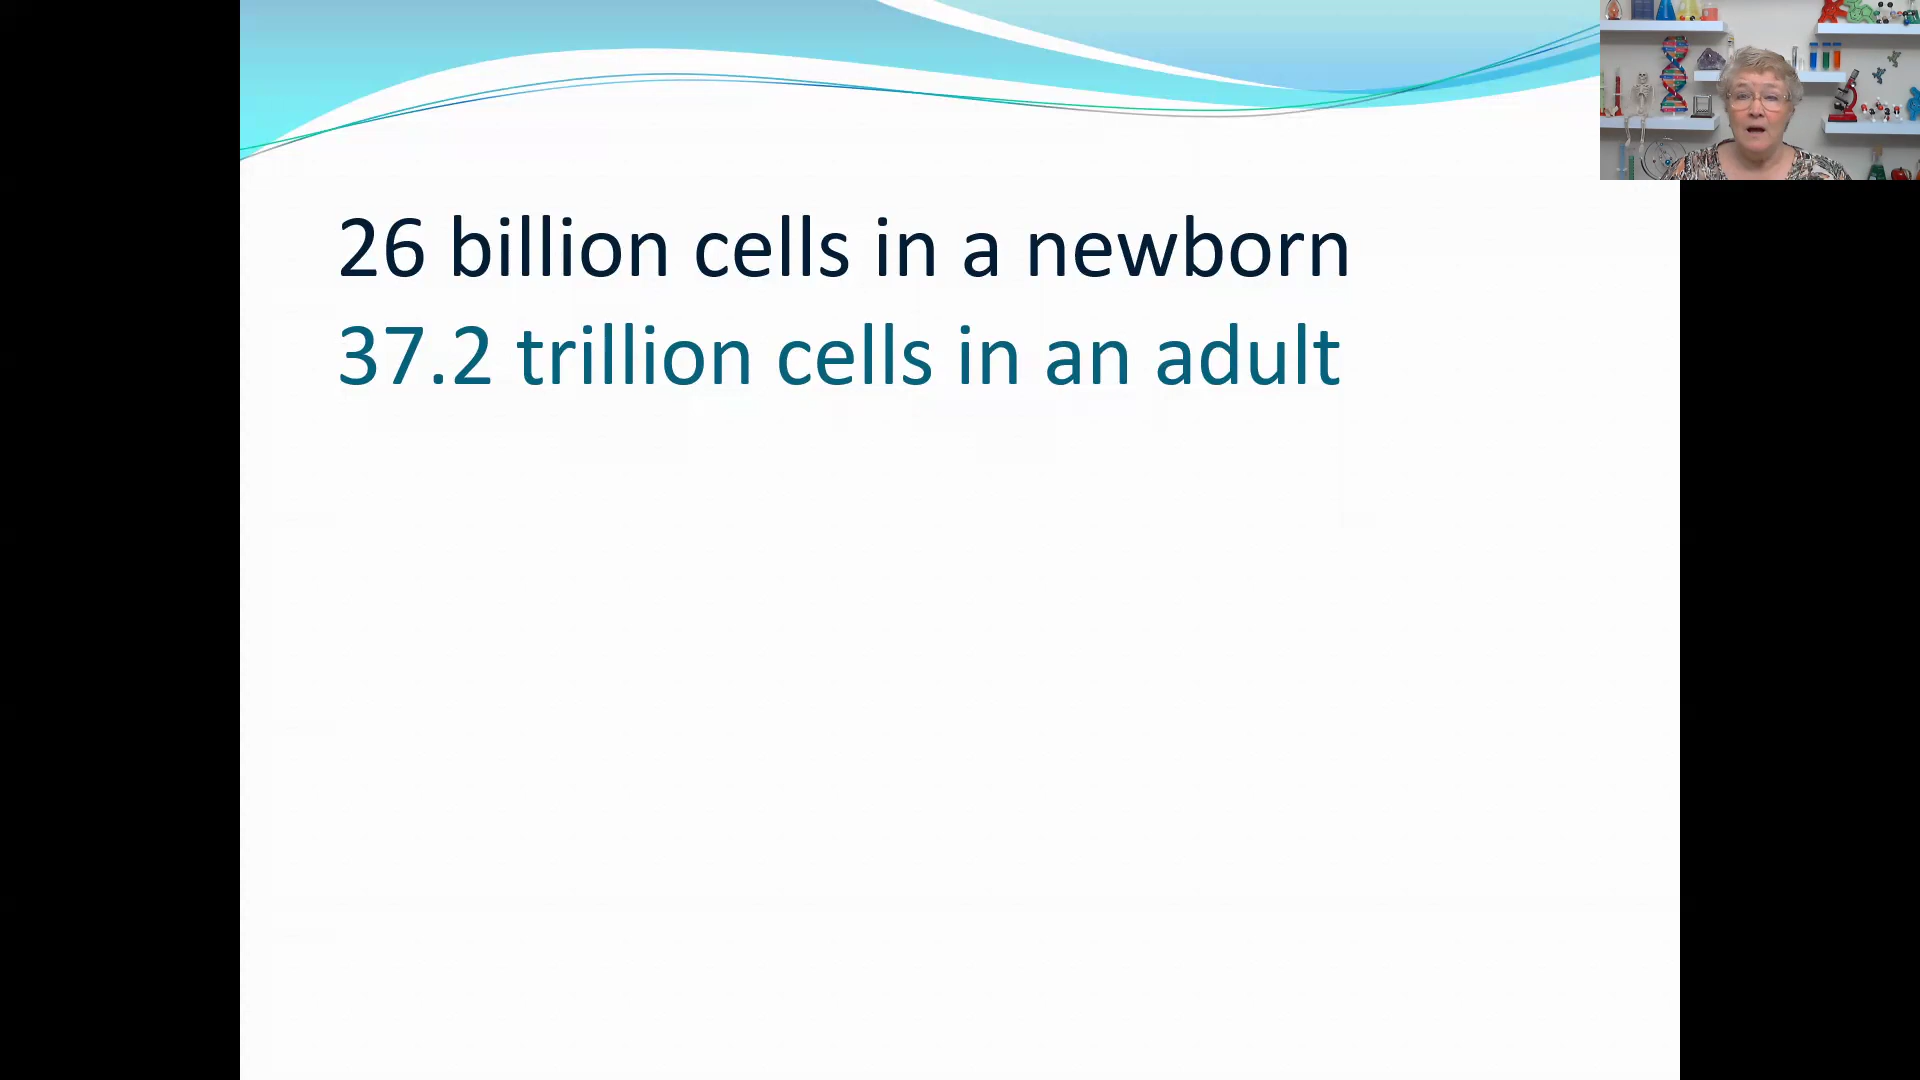 26 billion cells in a newborn
37.2 trillion cells in an adult